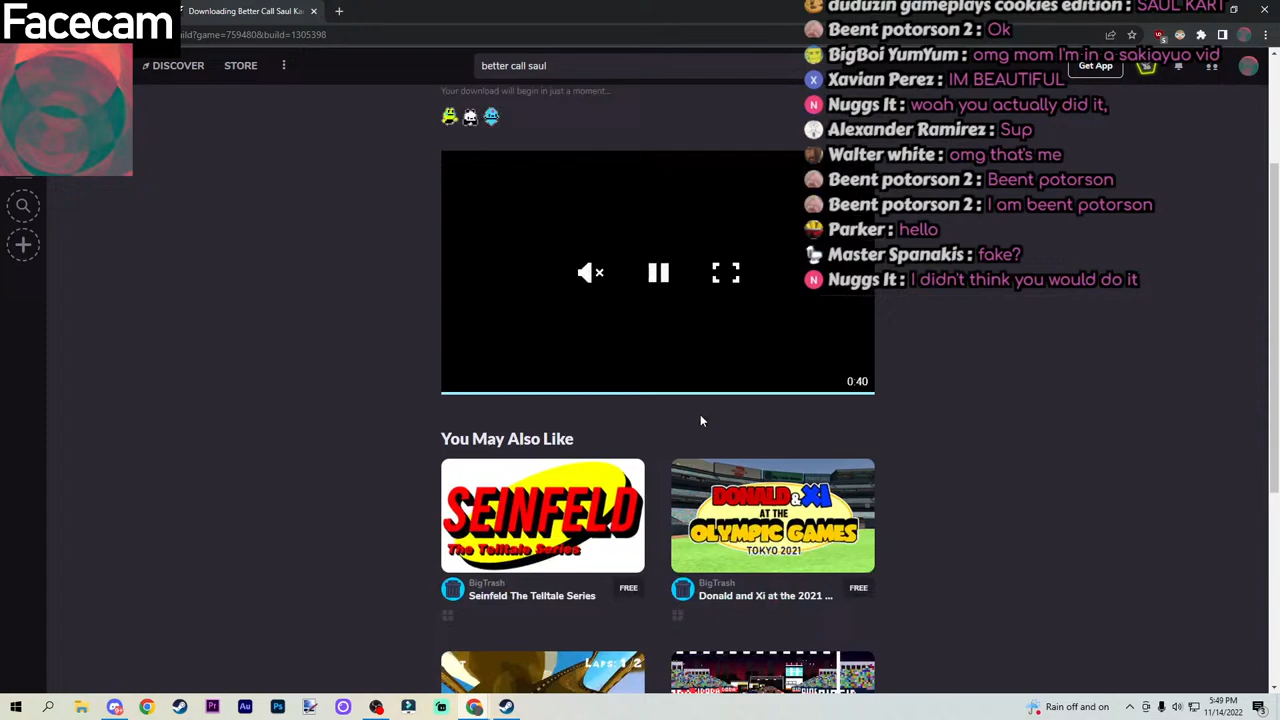 Facecam
Downloading Better Call Saul Kar
ild?game=759480&build=1305398
DISCOVER
STORE
better call saul
Get App
Your download will begin in just a moment...
duduzin gameplays cookies edition : SAUL KART
Beent potorson 2 : Ok
BigBoi YumYum : omg mom I'm in a sakiayuo vid
Xavian Perez : IM BEAUTIFUL
Nuggs It : woah you actually did it,
Alexander Ramirez : Sup
Walter white : omg that's me
Beent potorson 2 : Beent potorson
Beent potorson 2 : I am beent potorson
Parker : hello
Master Spanakis : fake?
Nuggs It : I didn't think you would do it
0:40
You May Also Like
SEINFELD
The Telltale Series
DONALD & XI
AT THE
OLYMPIC GAMES
TOKYO 2021
BigTrash
FREE
Seinfeld The Telltale Series
BigTrash
FREE
Donald and Xi at the 2021 ...
LAPS: 1/2
Rain off and on
5:49 PM
11/14/2022